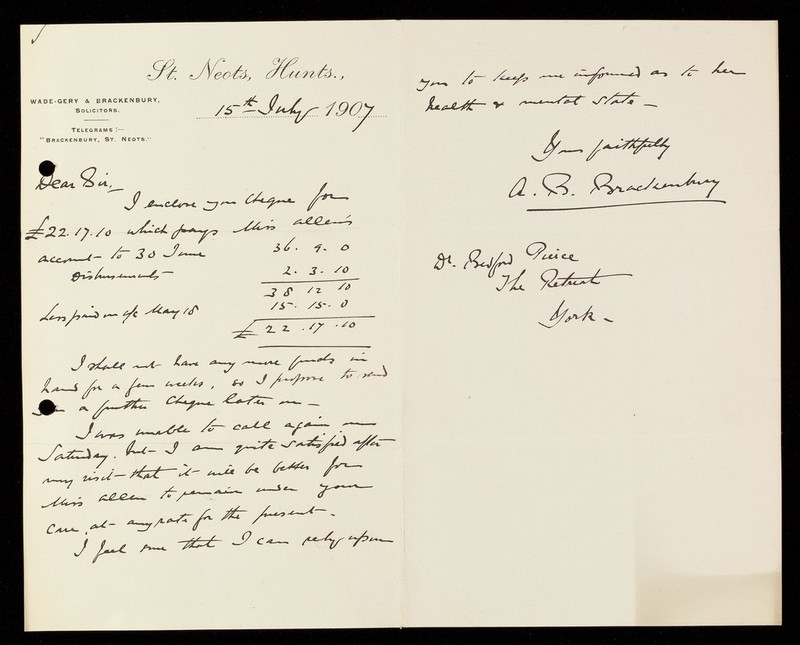 St. Neots, Hunts.,
WADE-GERY & BRACKENBURY,
SOLICITORS.
TELEGRAMS:—
"BRACKENBURY, ST. NEOTS."
15th July 1907
Dear Sir,
I enclose you cheque for
£22.17.10 which pays Miss Allen's
account to 30 June 36. 9. 0
Disbursements 2. 3. 10
38 12 10
Less paid on a/c May 18 15. 15. 0
£22.17.10
I shall not have any more funds in
hand for a few weeks, so I propose to send
you a further cheque later on —
I was unable to call again on
Saturday, but I am quite satisfied after
my visit that it will be better for
Miss Allen to remain under your
care, at any rate for the present.
I feel sure that I can rely upon
you to keep me informed as to her
health & mental state —
Yours faithfully
A. B. Brackenbury
Dr. Bedford Pierce
The Retreat
York —